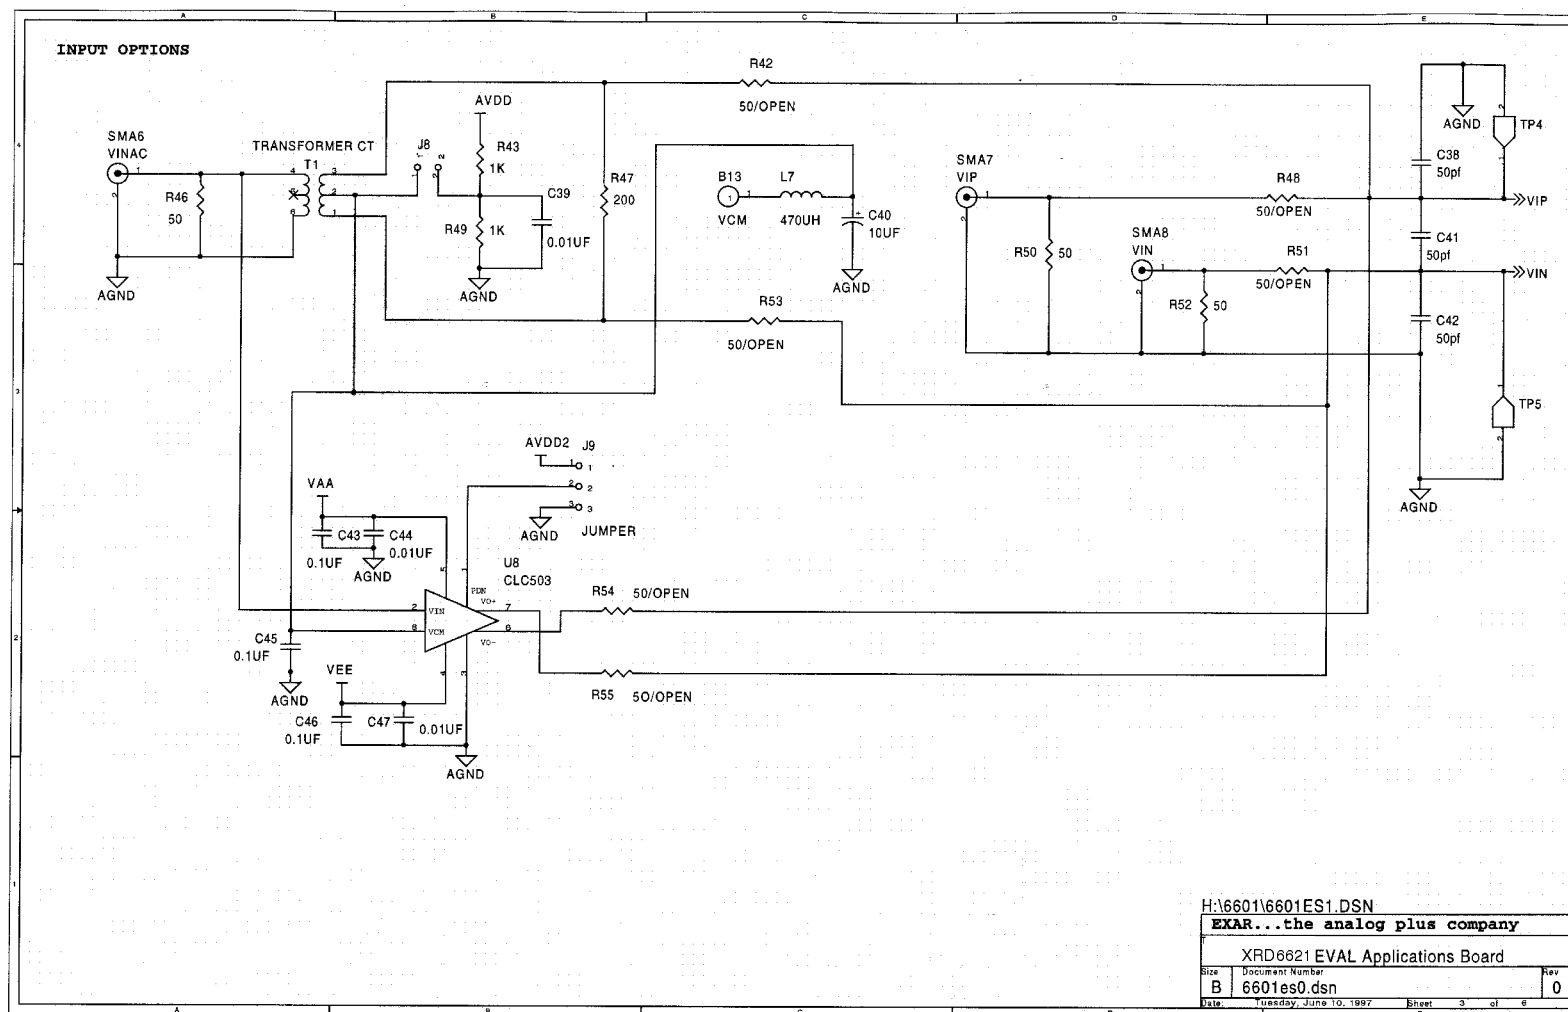 A
B
C
D
E
INPUT OPTIONS
R42
50/OPEN
AVDD
AGND
TP4
SMA6
VINAC
TRANSFORMER CT
T1
J8
R43
1K
C38
50pf
SMA7
VIP
R46
50
R47
200
B13
VCM
L7
470UH
R48
50/OPEN
VIP
C39
0.01UF
R49
1K
C40
10UF
SMA8
VIN
R50
50
R51
50/OPEN
C41
50pf
VIN
AGND
AGND
AGND
R53
50/OPEN
R52
50
C42
50pf
TP5
AVDD2
J9
1
2
3
AGND
JUMPER
AGND
VAA
C43
0.1UF
C44
0.01UF
AGND
U8
CLC503
PDN
VO+
VIN
VCM
VO-
R54
50/OPEN
C45
0.1UF
AGND
R55
5O/OPEN
VEE
C46
0.1UF
C47
0.01UF
AGND
H:\6601\6601ES1.DSN
EXAR...the analog plus company
XRD6621 EVAL Applications Board
Size
B
Document Number
6601es0.dsn
Rev
0
Date: Tuesday, June 10, 1997 Sheet 3 of 6